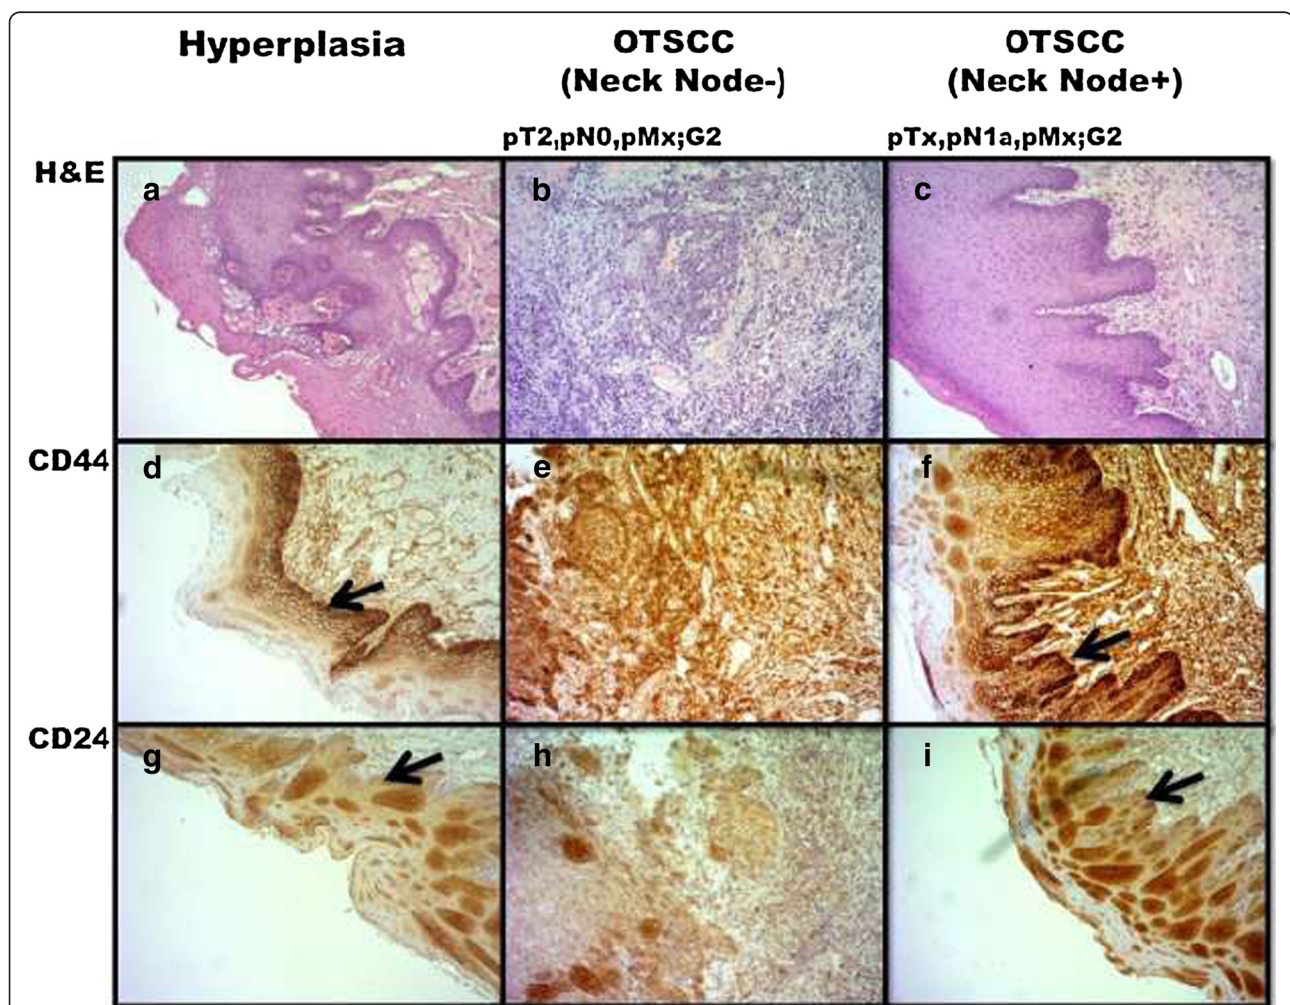 Hyperplasia
OTSCC
(Neck Node-)
OTSCC
(Neck Node+)
pT2,pN0,pMx;G2
pTx,pN1a,pMx;G2
H&E
a
b
c
CD44
d
e
f
CD24
g
h
i